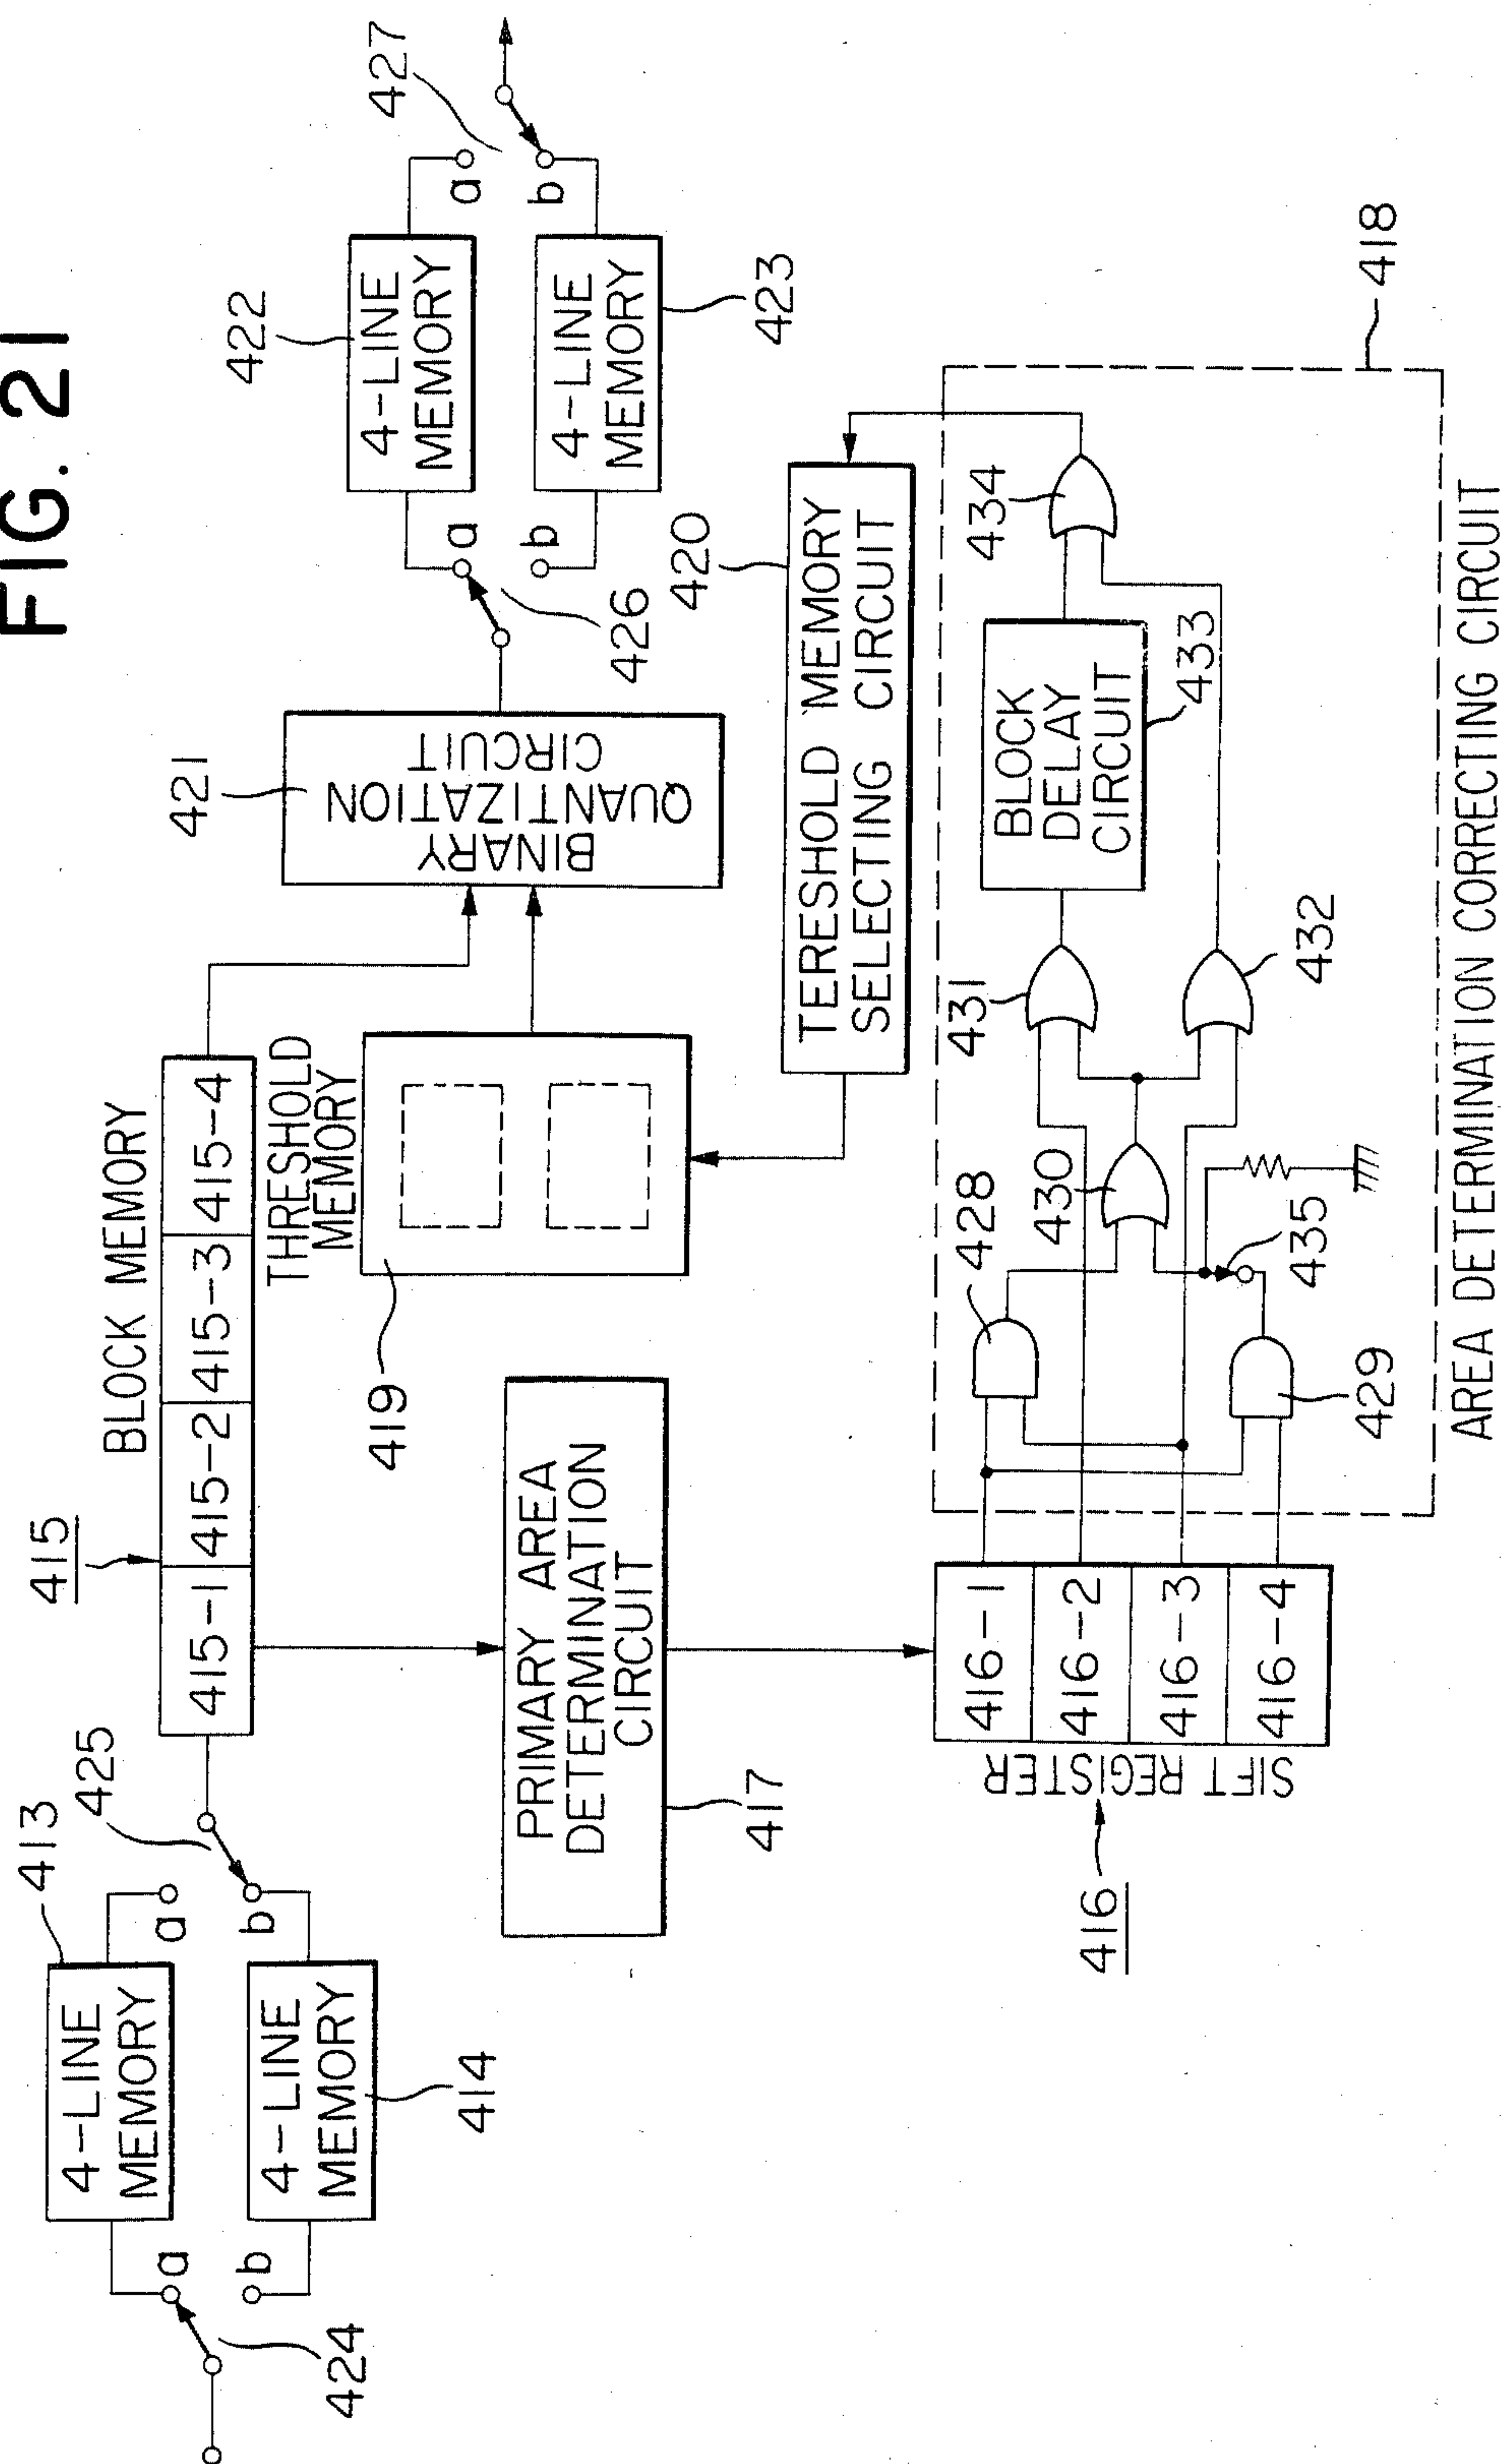 FIG. 21
413
4-LINE
MEMORY
a
a
424
425
b
b
4-LINE
MEMORY
414
415
BLOCK MEMORY
415-1
415-2
415-3
415-4
THRESHOLD
MEMORY
419
421
BINARY
QUANTIZATION
CIRCUIT
422
4-LINE
MEMORY
a
a
426
427
b
b
4-LINE
MEMORY
423
PRIMARY AREA
DETERMINATION
CIRCUIT
417
420
TERESHOLD MEMORY
SELECTING CIRCUIT
416
SIFT REGISTER
416-1
416-2
416-3
416-4
428
429
430
435
431
432
BLOCK
DELAY
CIRCUIT
433
434
418
AREA DETERMINATION CORRECTING CIRCUIT